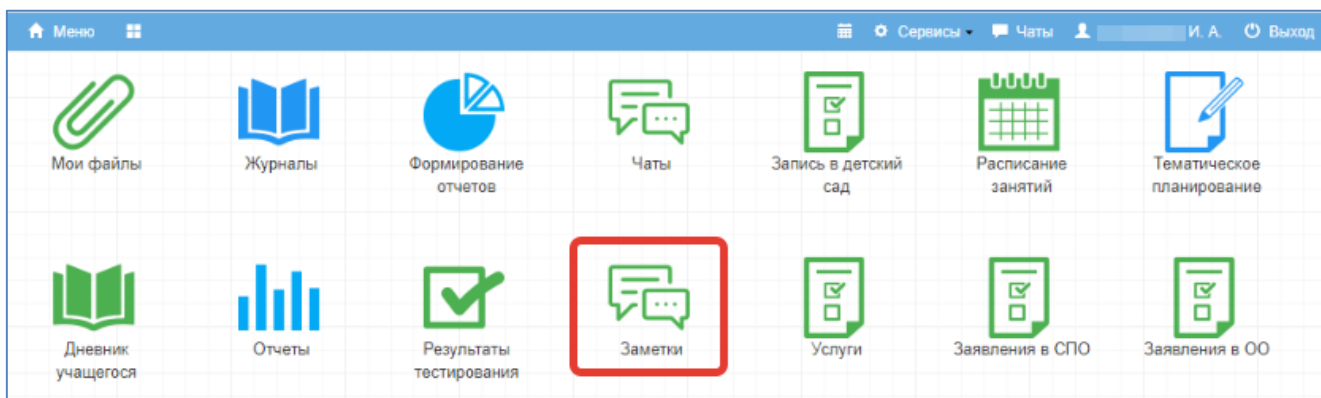 Меню Сервисы Чаты И. А. Выход
Мои файлы Журналы Формирование Чаты Запись в детский Расписание Тематическое
отчетов сад занятий планирование
Дневник Отчеты Результаты Заметки Услуги Заявления в СПО Заявления в ОО
учащегося тестирования